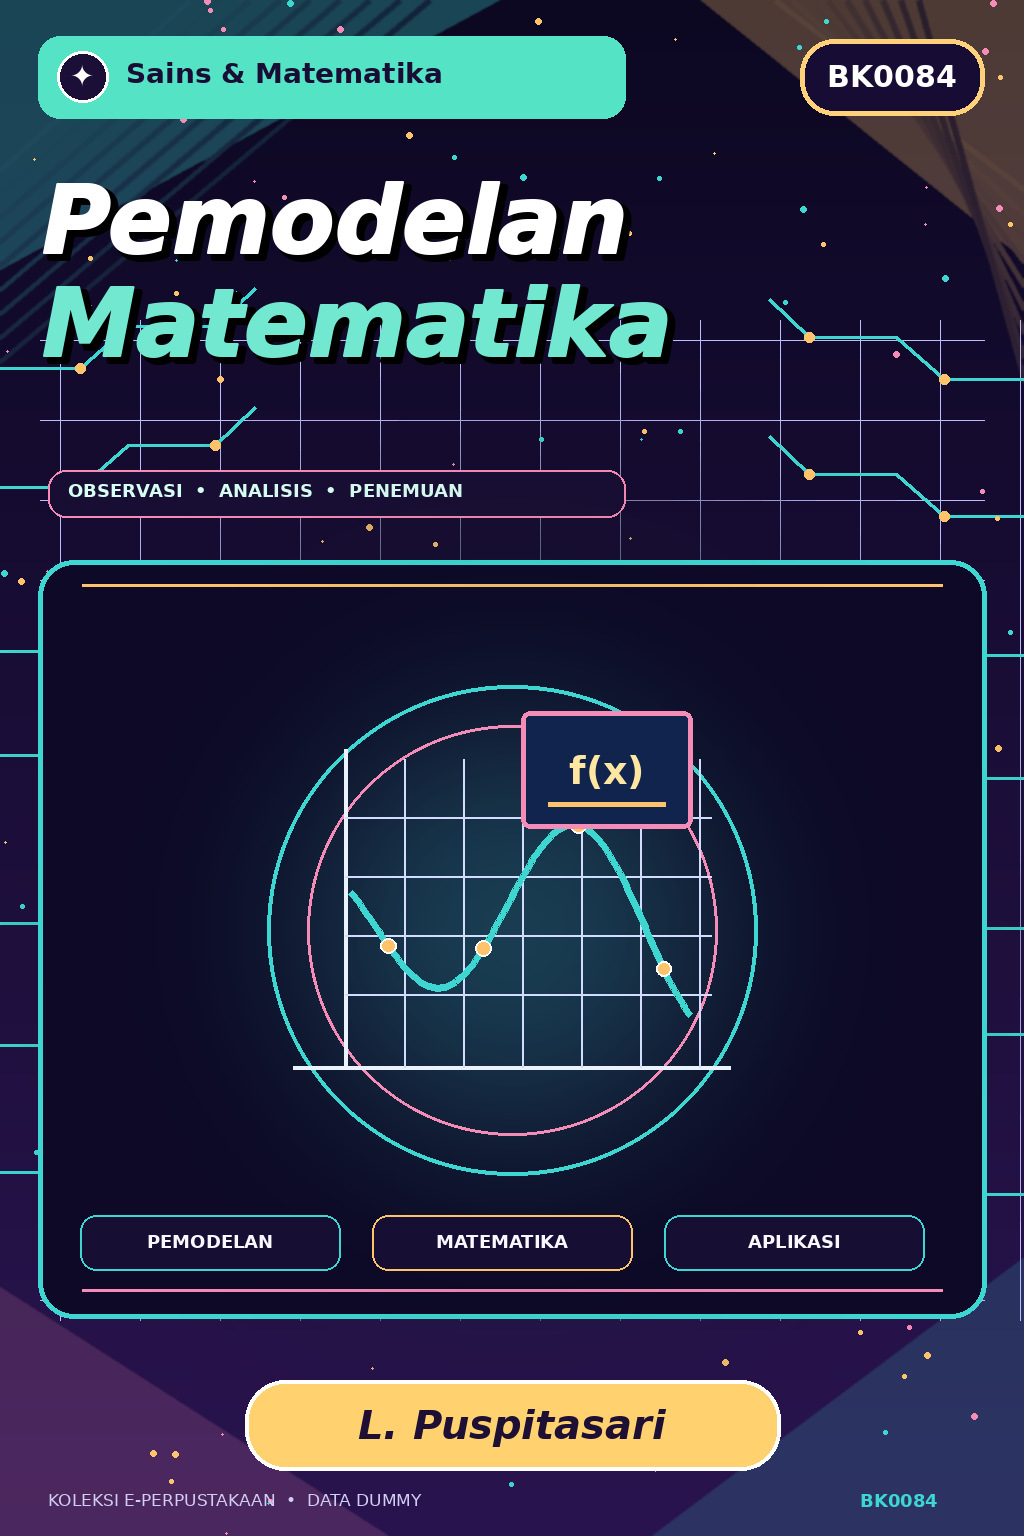 Sains & Matematika
BK0084
Pemodelan
Matematika
OBSERVASI • ANALISIS • PENEMUAN
f(x)
PEMODELAN
MATEMATIKA
APLIKASI
L. Puspitasari
KOLEKSI E-PERPUSTAKAAN • DATA DUMMY
BK0084